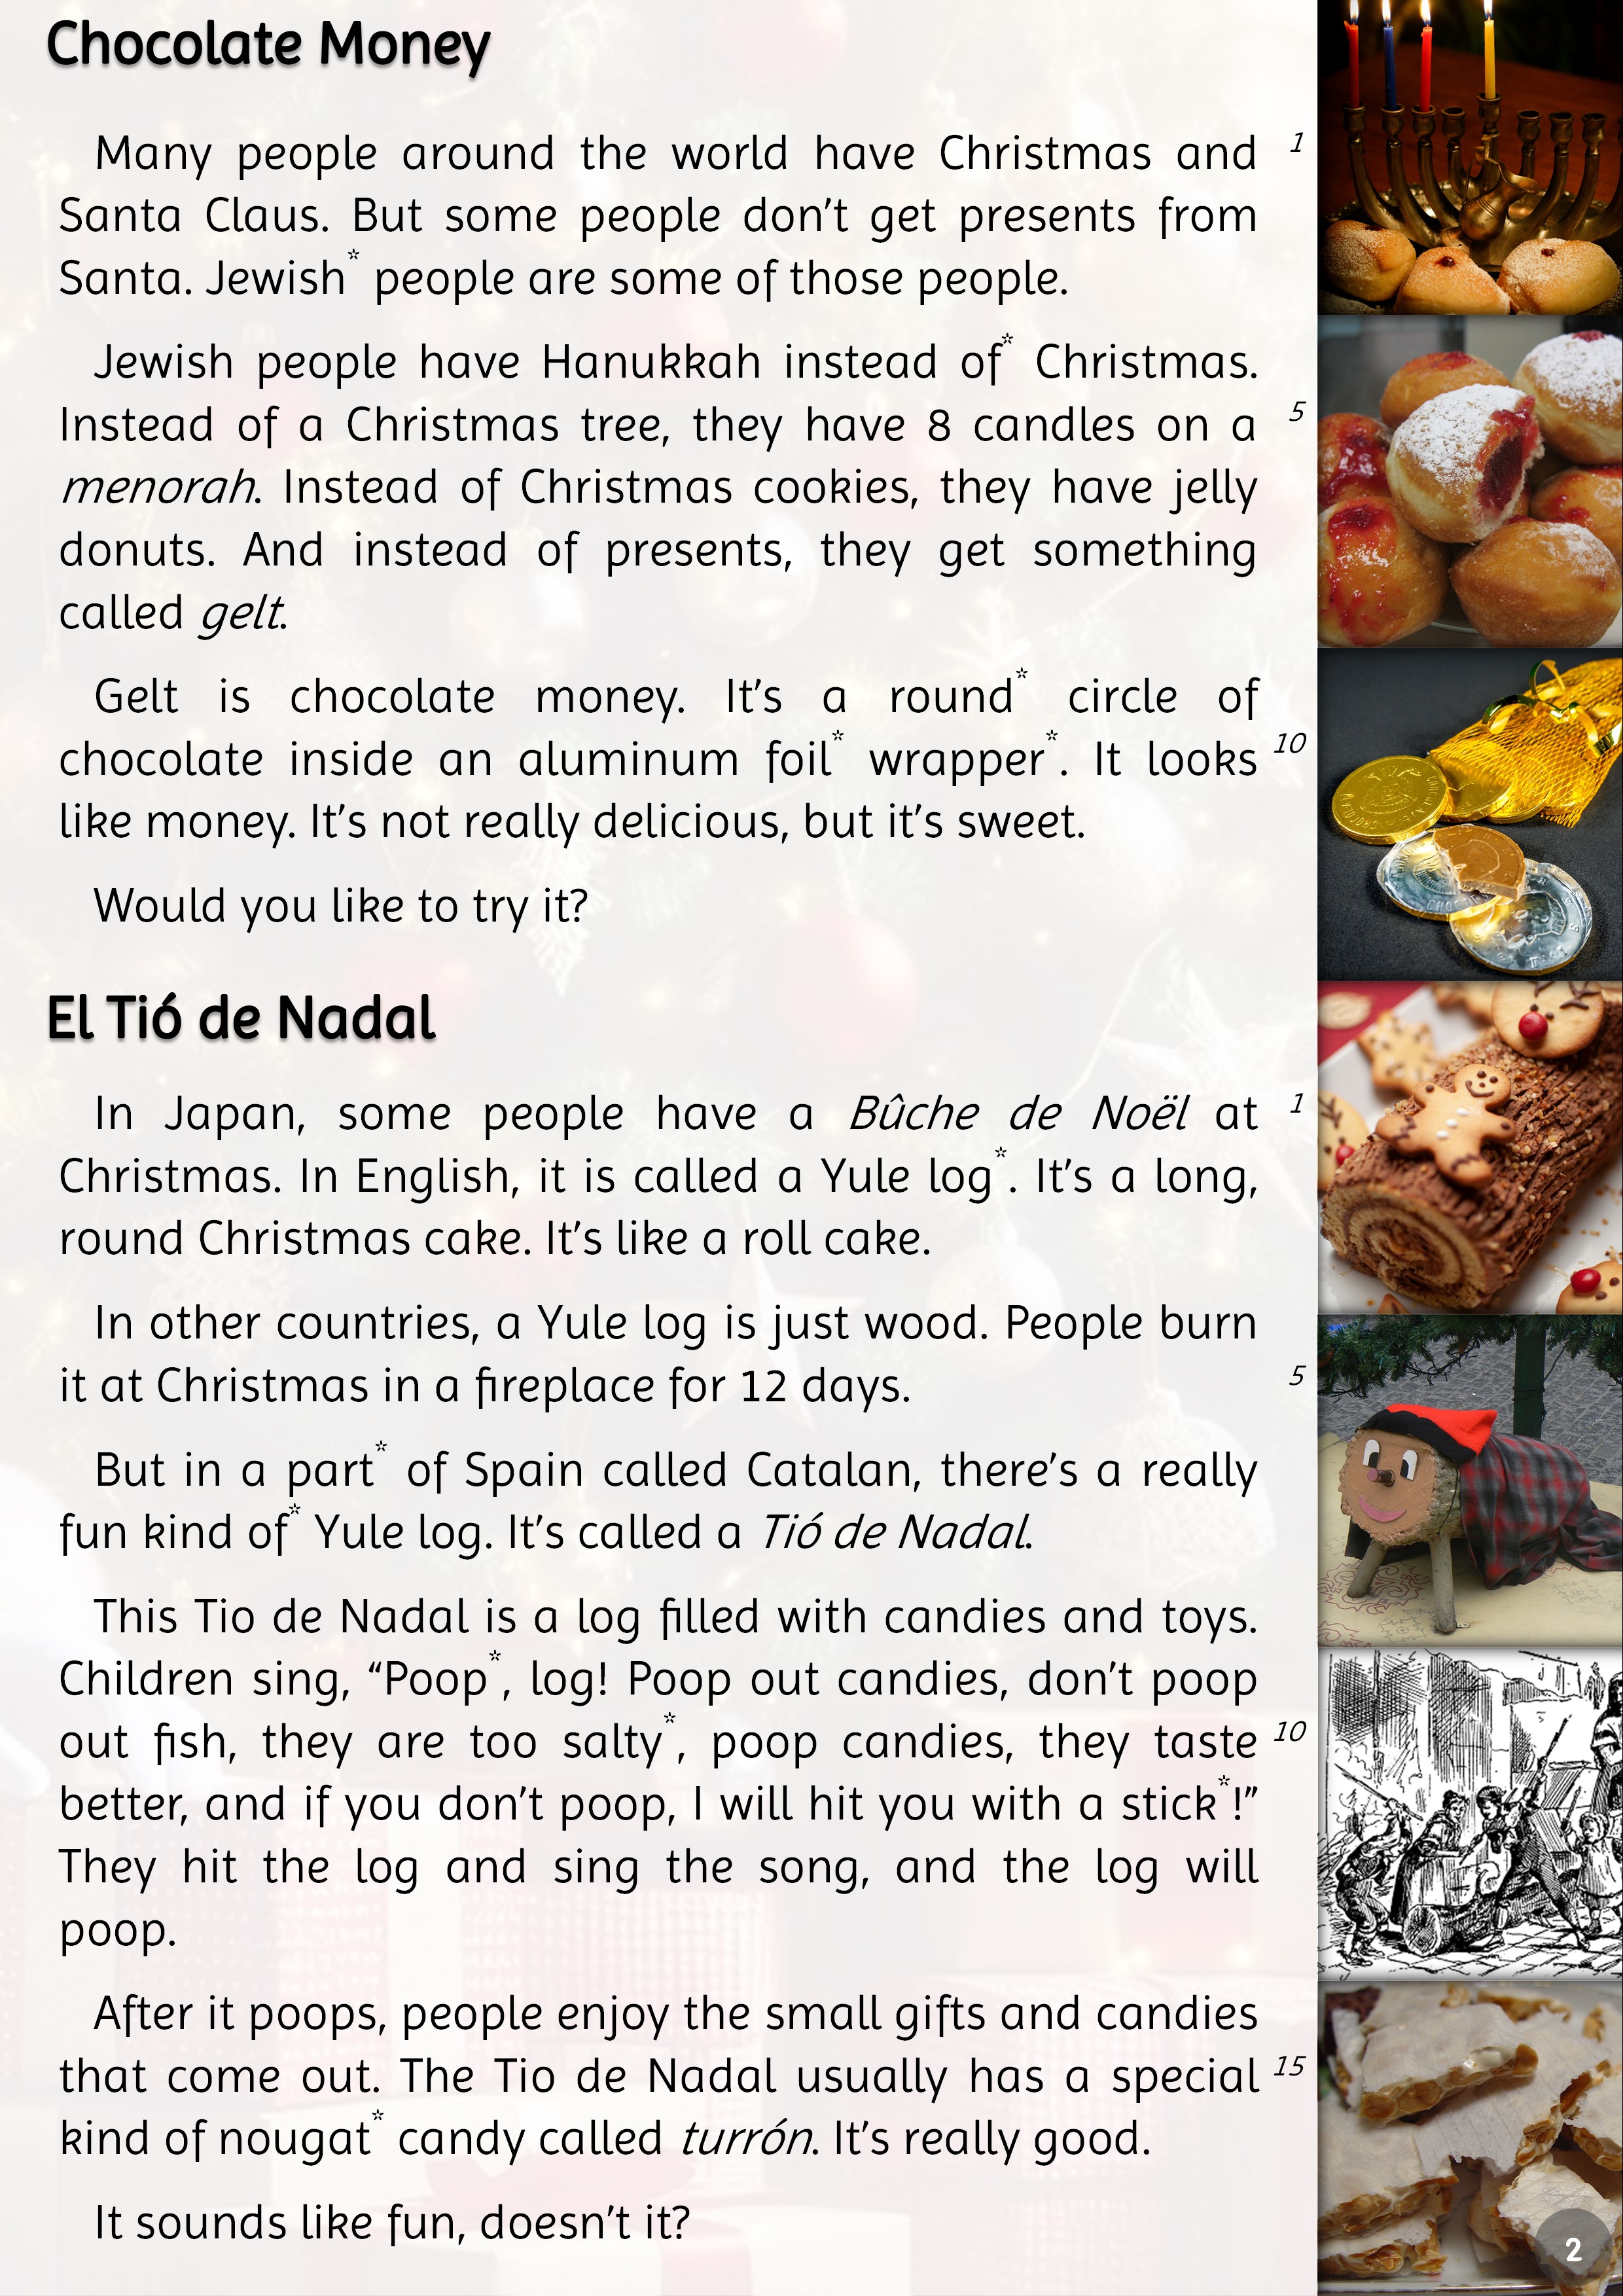 Chocolate Money
Many people around the world have Christmas and 1
Santa Claus. But some people don't get presents from
Santa. Jewish* people are some of those people.
Jewish people have Hanukkah instead of* Christmas.
Instead of a Christmas tree, they have 8 candles on a 5
menorah. Instead of Christmas cookies, they have jelly
donuts. And instead of presents, they get something
called gelt.
Gelt is chocolate money. It's a round* circle of
chocolate inside an aluminum foil* wrapper*. It looks 10
like money. It's not really delicious, but it's sweet.
Would you like to try it?
El Tió de Nadal
In Japan, some people have a Bûche de Noël at 1
Christmas. In English, it is called a Yule log*. It's a long,
round Christmas cake. It's like a roll cake.
In other countries, a Yule log is just wood. People burn
it at Christmas in a fireplace for 12 days. 5
But in a part* of Spain called Catalan, there's a really
fun kind of* Yule log. It's called a Tió de Nadal.
This Tio de Nadal is a log filled with candies and toys.
Children sing, “Poop*, log! Poop out candies, don't poop
out fish, they are too salty*, poop candies, they taste 10
better, and if you don't poop, I will hit you with a stick*!”
They hit the log and sing the song, and the log will
poop.
After it poops, people enjoy the small gifts and candies
that come out. The Tio de Nadal usually has a special 15
kind of nougat* candy called turrón. It's really good.
It sounds like fun, doesn't it?
2